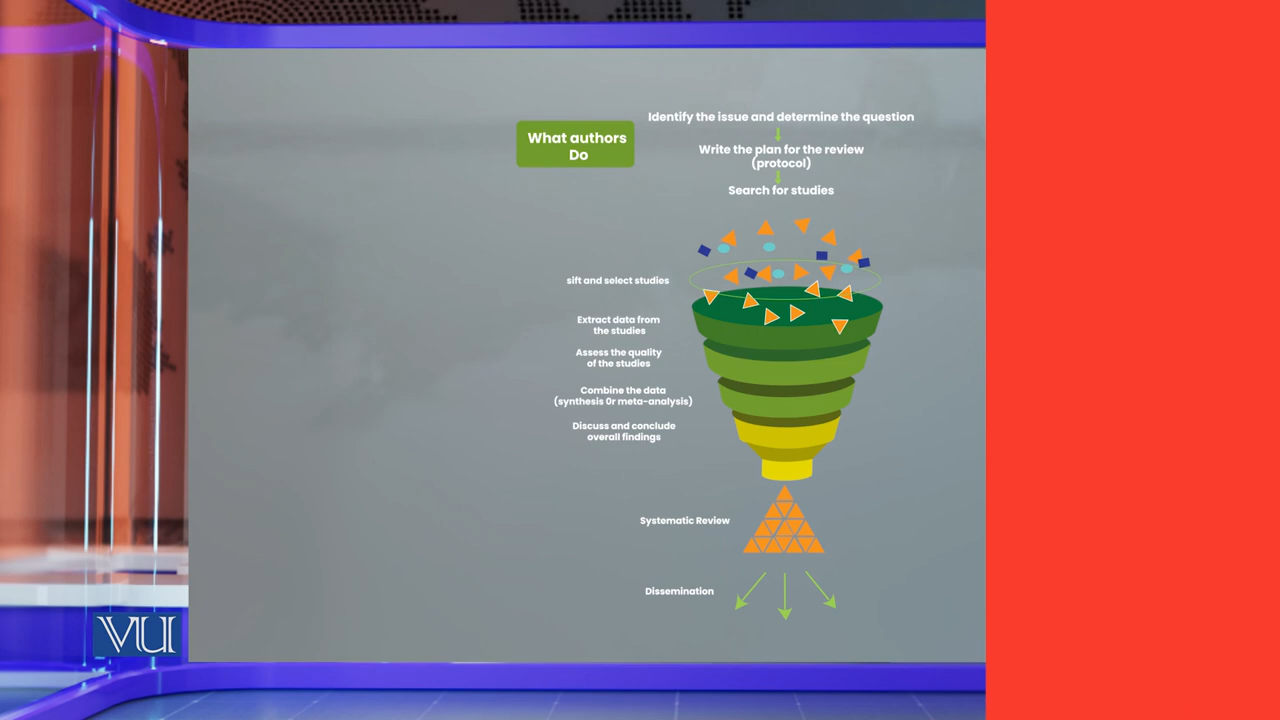 What authors
Do
Identify the issue and determine the question
Write the plan for the review
(protocol)
Search for studies
sift and select studies
Extract data from
the studies
Assess the quality
of the studies
Combine the data
(synthesis 0r meta-analysis)
Discuss and conclude
overall findings
Systematic Review
Dissemination
VU